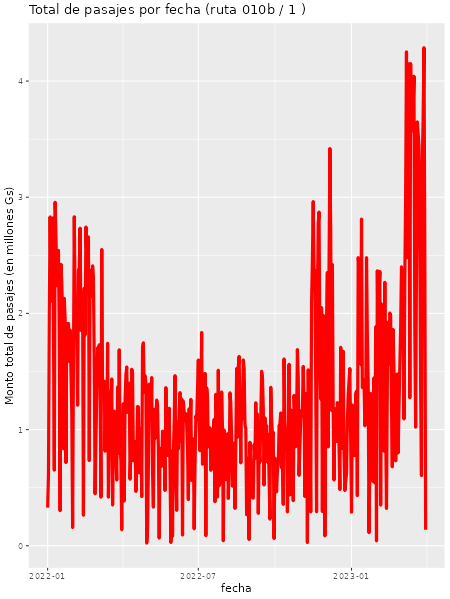 Total de pasajes por fecha (ruta 010b / 1 )
Monto total de pasajes (en millones Gs)
4
3
2
1
0
2022-01
2022-07
2023-01
fecha